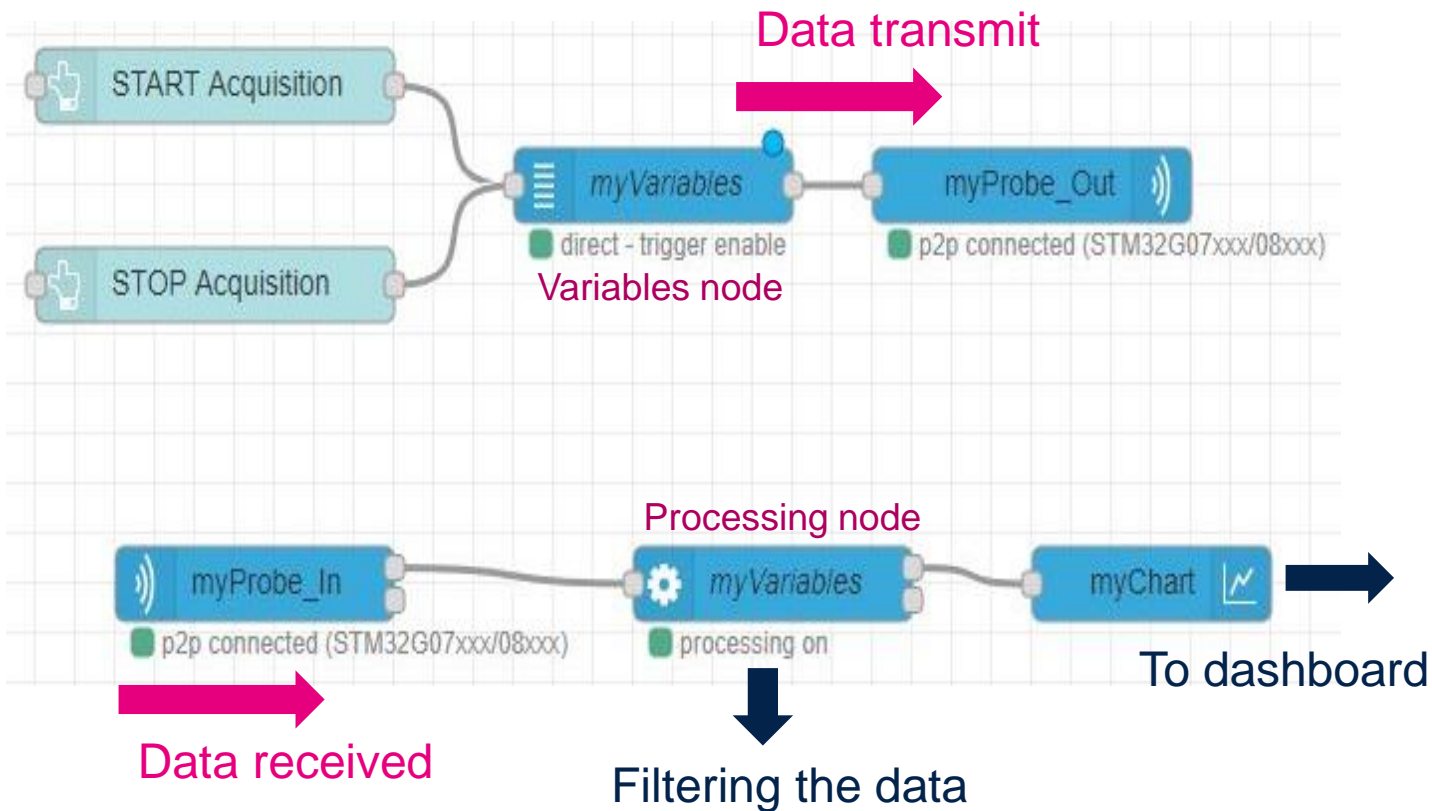 Data transmit
START Acquisition
myVariables
myProbe_Out
direct - trigger enable
p2p connected (STM32G07xxx/08xxx)
STOP Acquisition
Variables node
Processing node
myProbe_In
myVariables
myChart
p2p connected (STM32G07xxx/08xxx)
processing on
To dashboard
Data received
Filtering the data